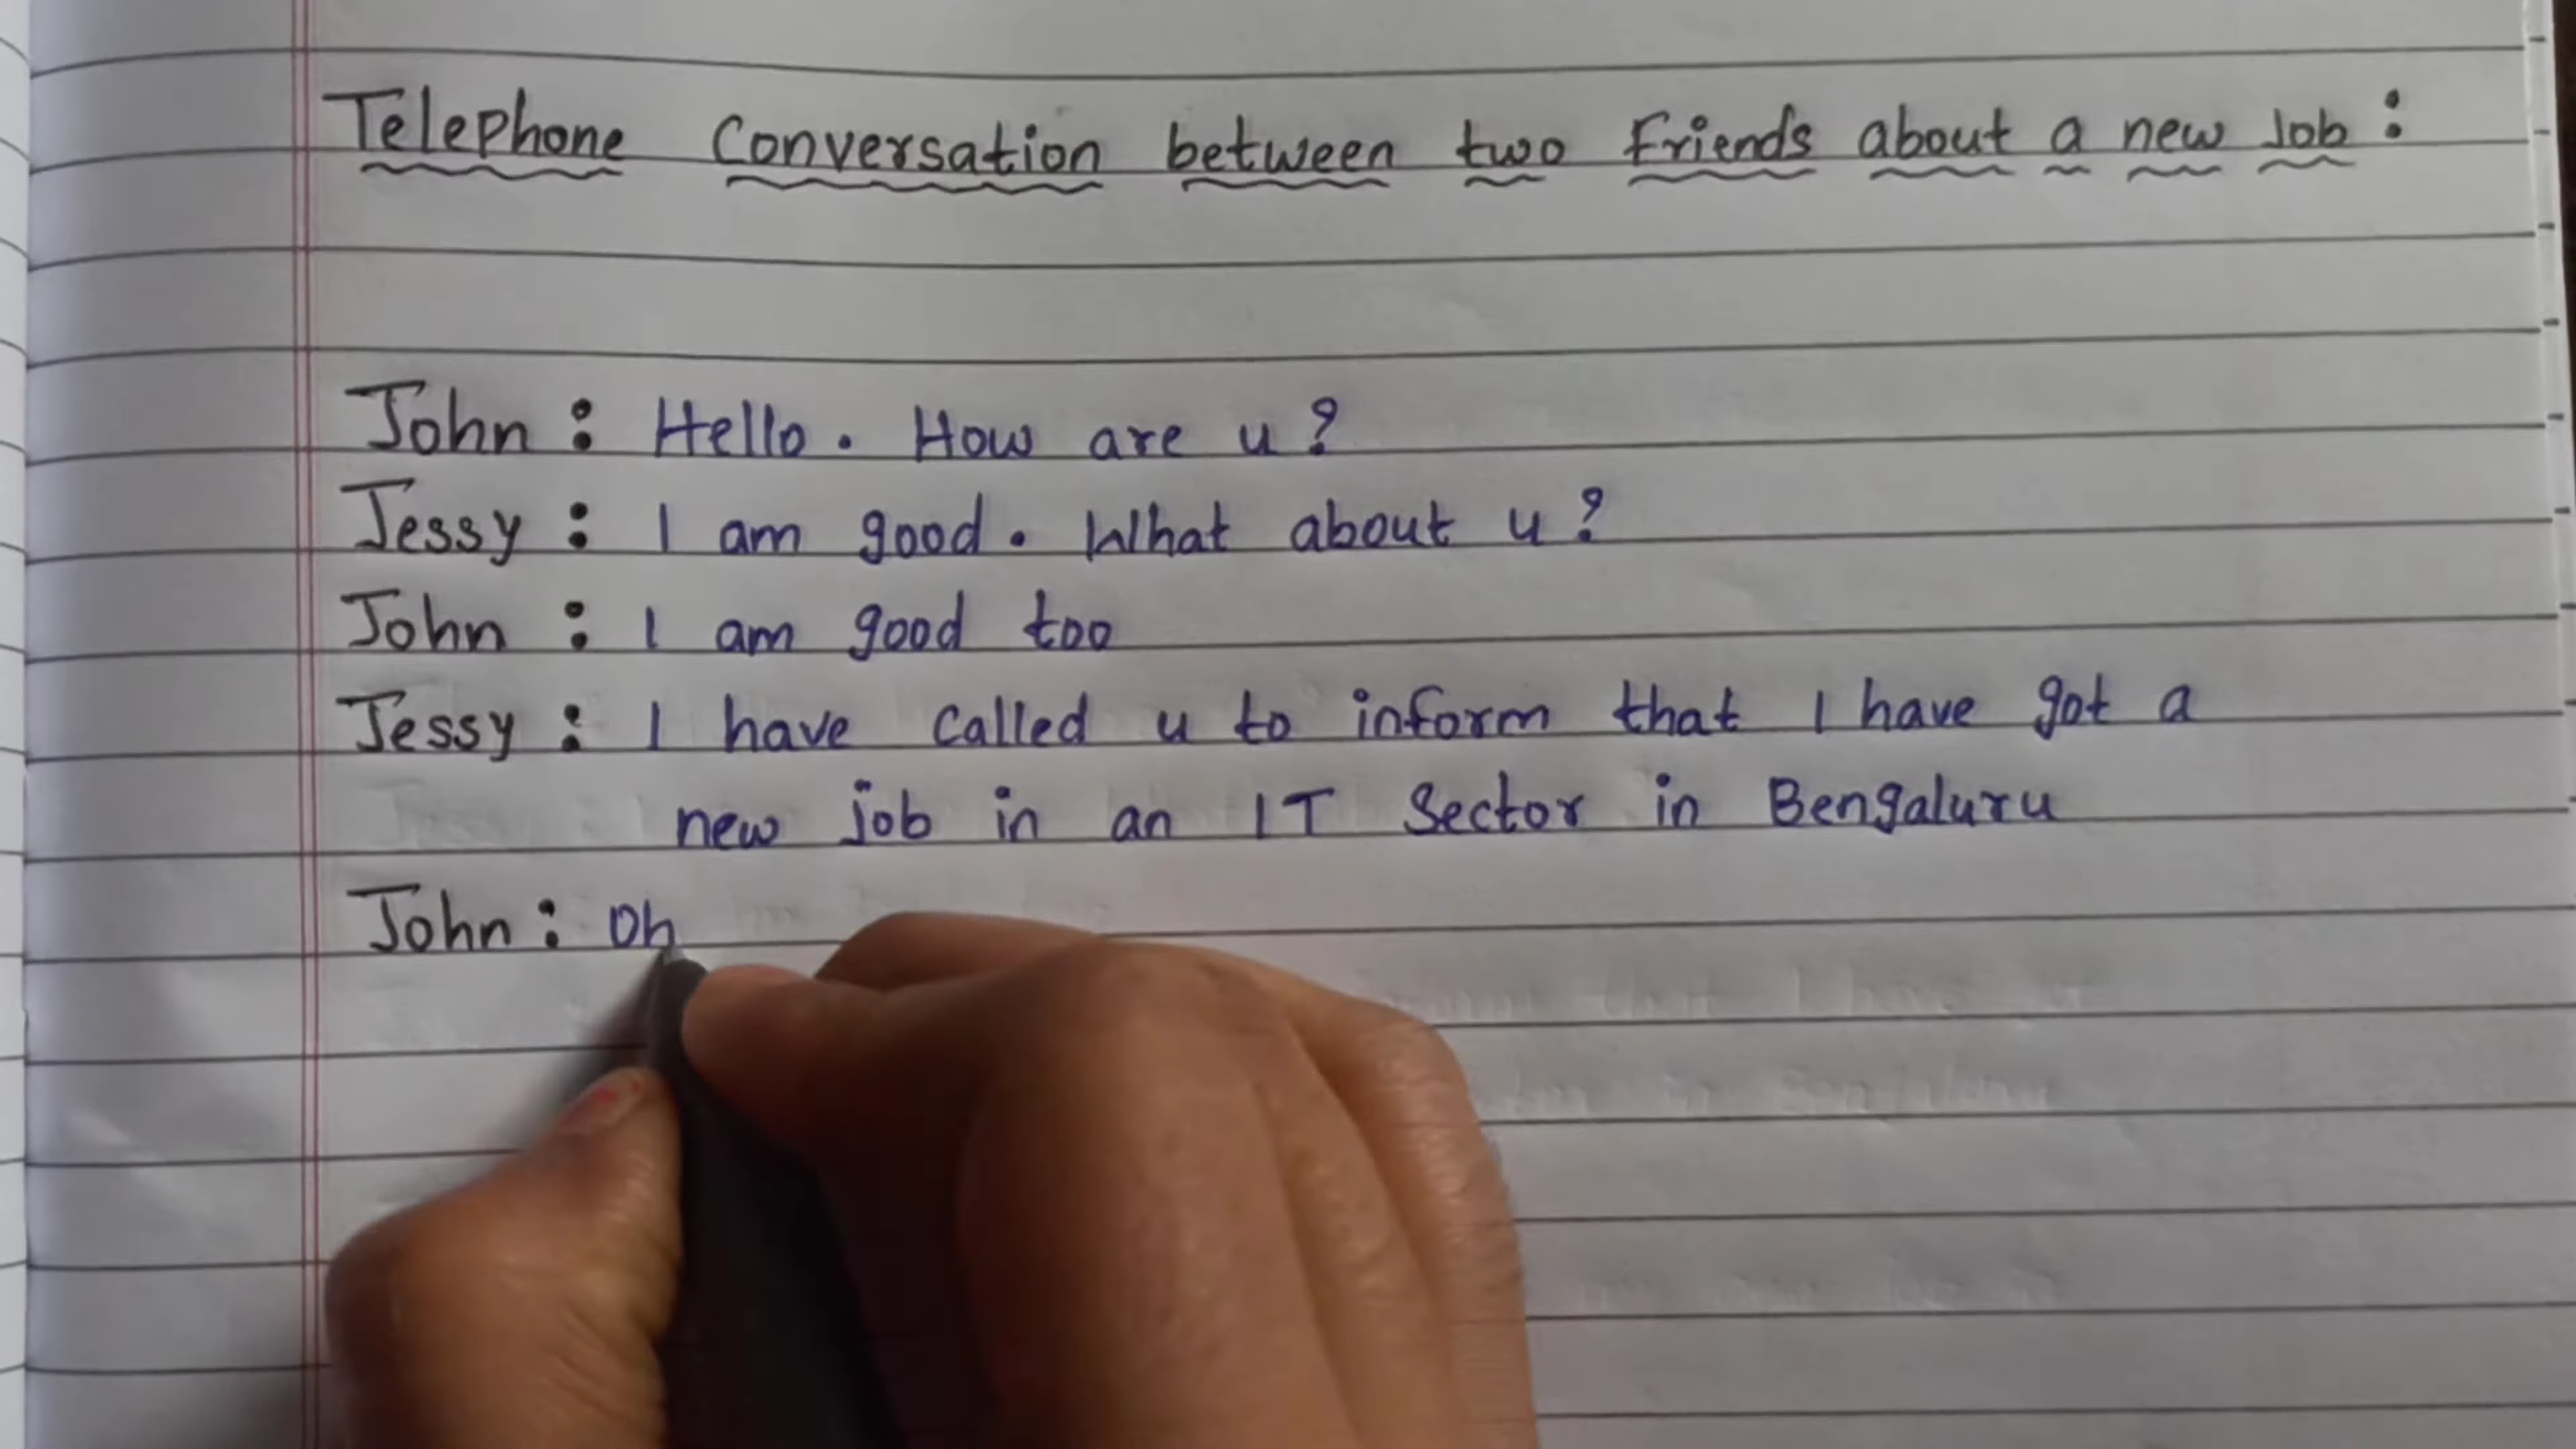 Telephone Conversation between two Friends about a new Job :
John : Hello. How are u?
Jessy : I am good. What about u?
John : I am good too
Jessy : I have called u to inform that I have got a
new job in an IT Sector in Bengaluru
John : Oh